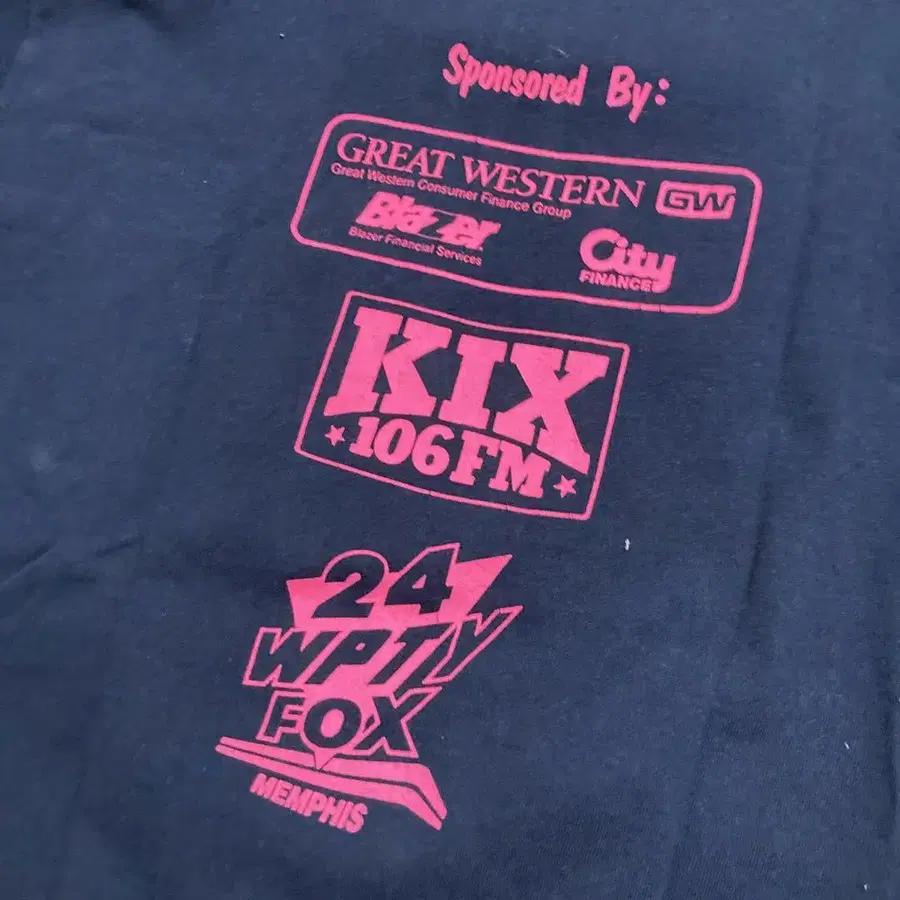 Sponsored By:
GREAT WESTERN GW
Great Western Consumer Finance Group
Blazer
Blazer Financial Services
City
FINANCE
KIX
106 FM
24
WPTY
FOX
MEMPHIS